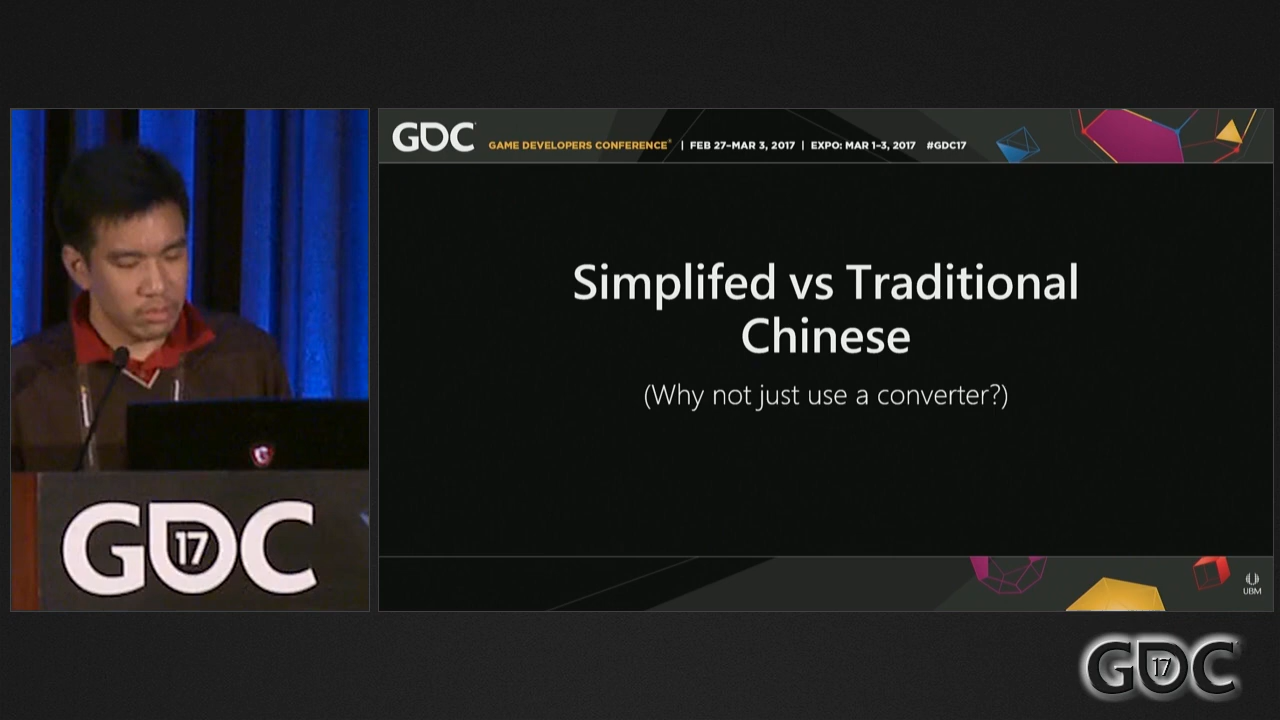 GDC
GAME DEVELOPERS CONFERENCE® | FEB 27–MAR 3, 2017 | EXPO: MAR 1–3, 2017 #GDC17
Simplifed vs Traditional
Chinese
(Why not just use a converter?)
GDC 17
UBM
GDC 17